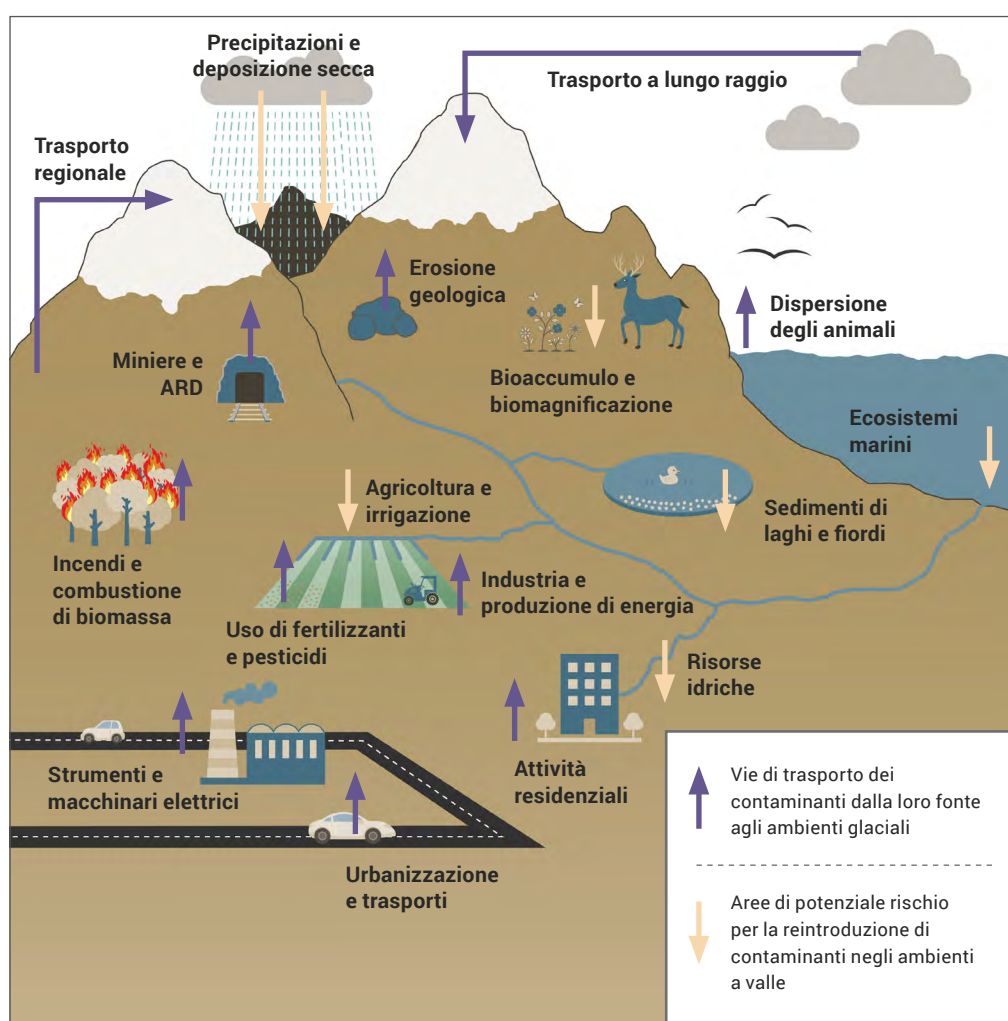 Precipitazioni e
deposizione secca
Trasporto a lungo raggio
Trasporto
regionale
Erosione
geologica
Dispersione
degli animali
Miniere e
ARD
Bioaccumulo e
biomagnificazione
Ecosistemi
marini
Agricoltura e
irrigazione
Sedimenti di
laghi e fiordi
Incendi e
combustione
di biomassa
Industria e
produzione di energia
Uso di fertilizzanti
e pesticidi
Risorse
idriche
Strumenti e
macchinari elettrici
Attività
residenziali
Urbanizzazione
e trasporti
Vie di trasporto dei
contaminanti dalla loro fonte
agli ambienti glaciali
Aree di potenziale rischio
per la reintroduzione di
contaminanti negli ambienti
a valle